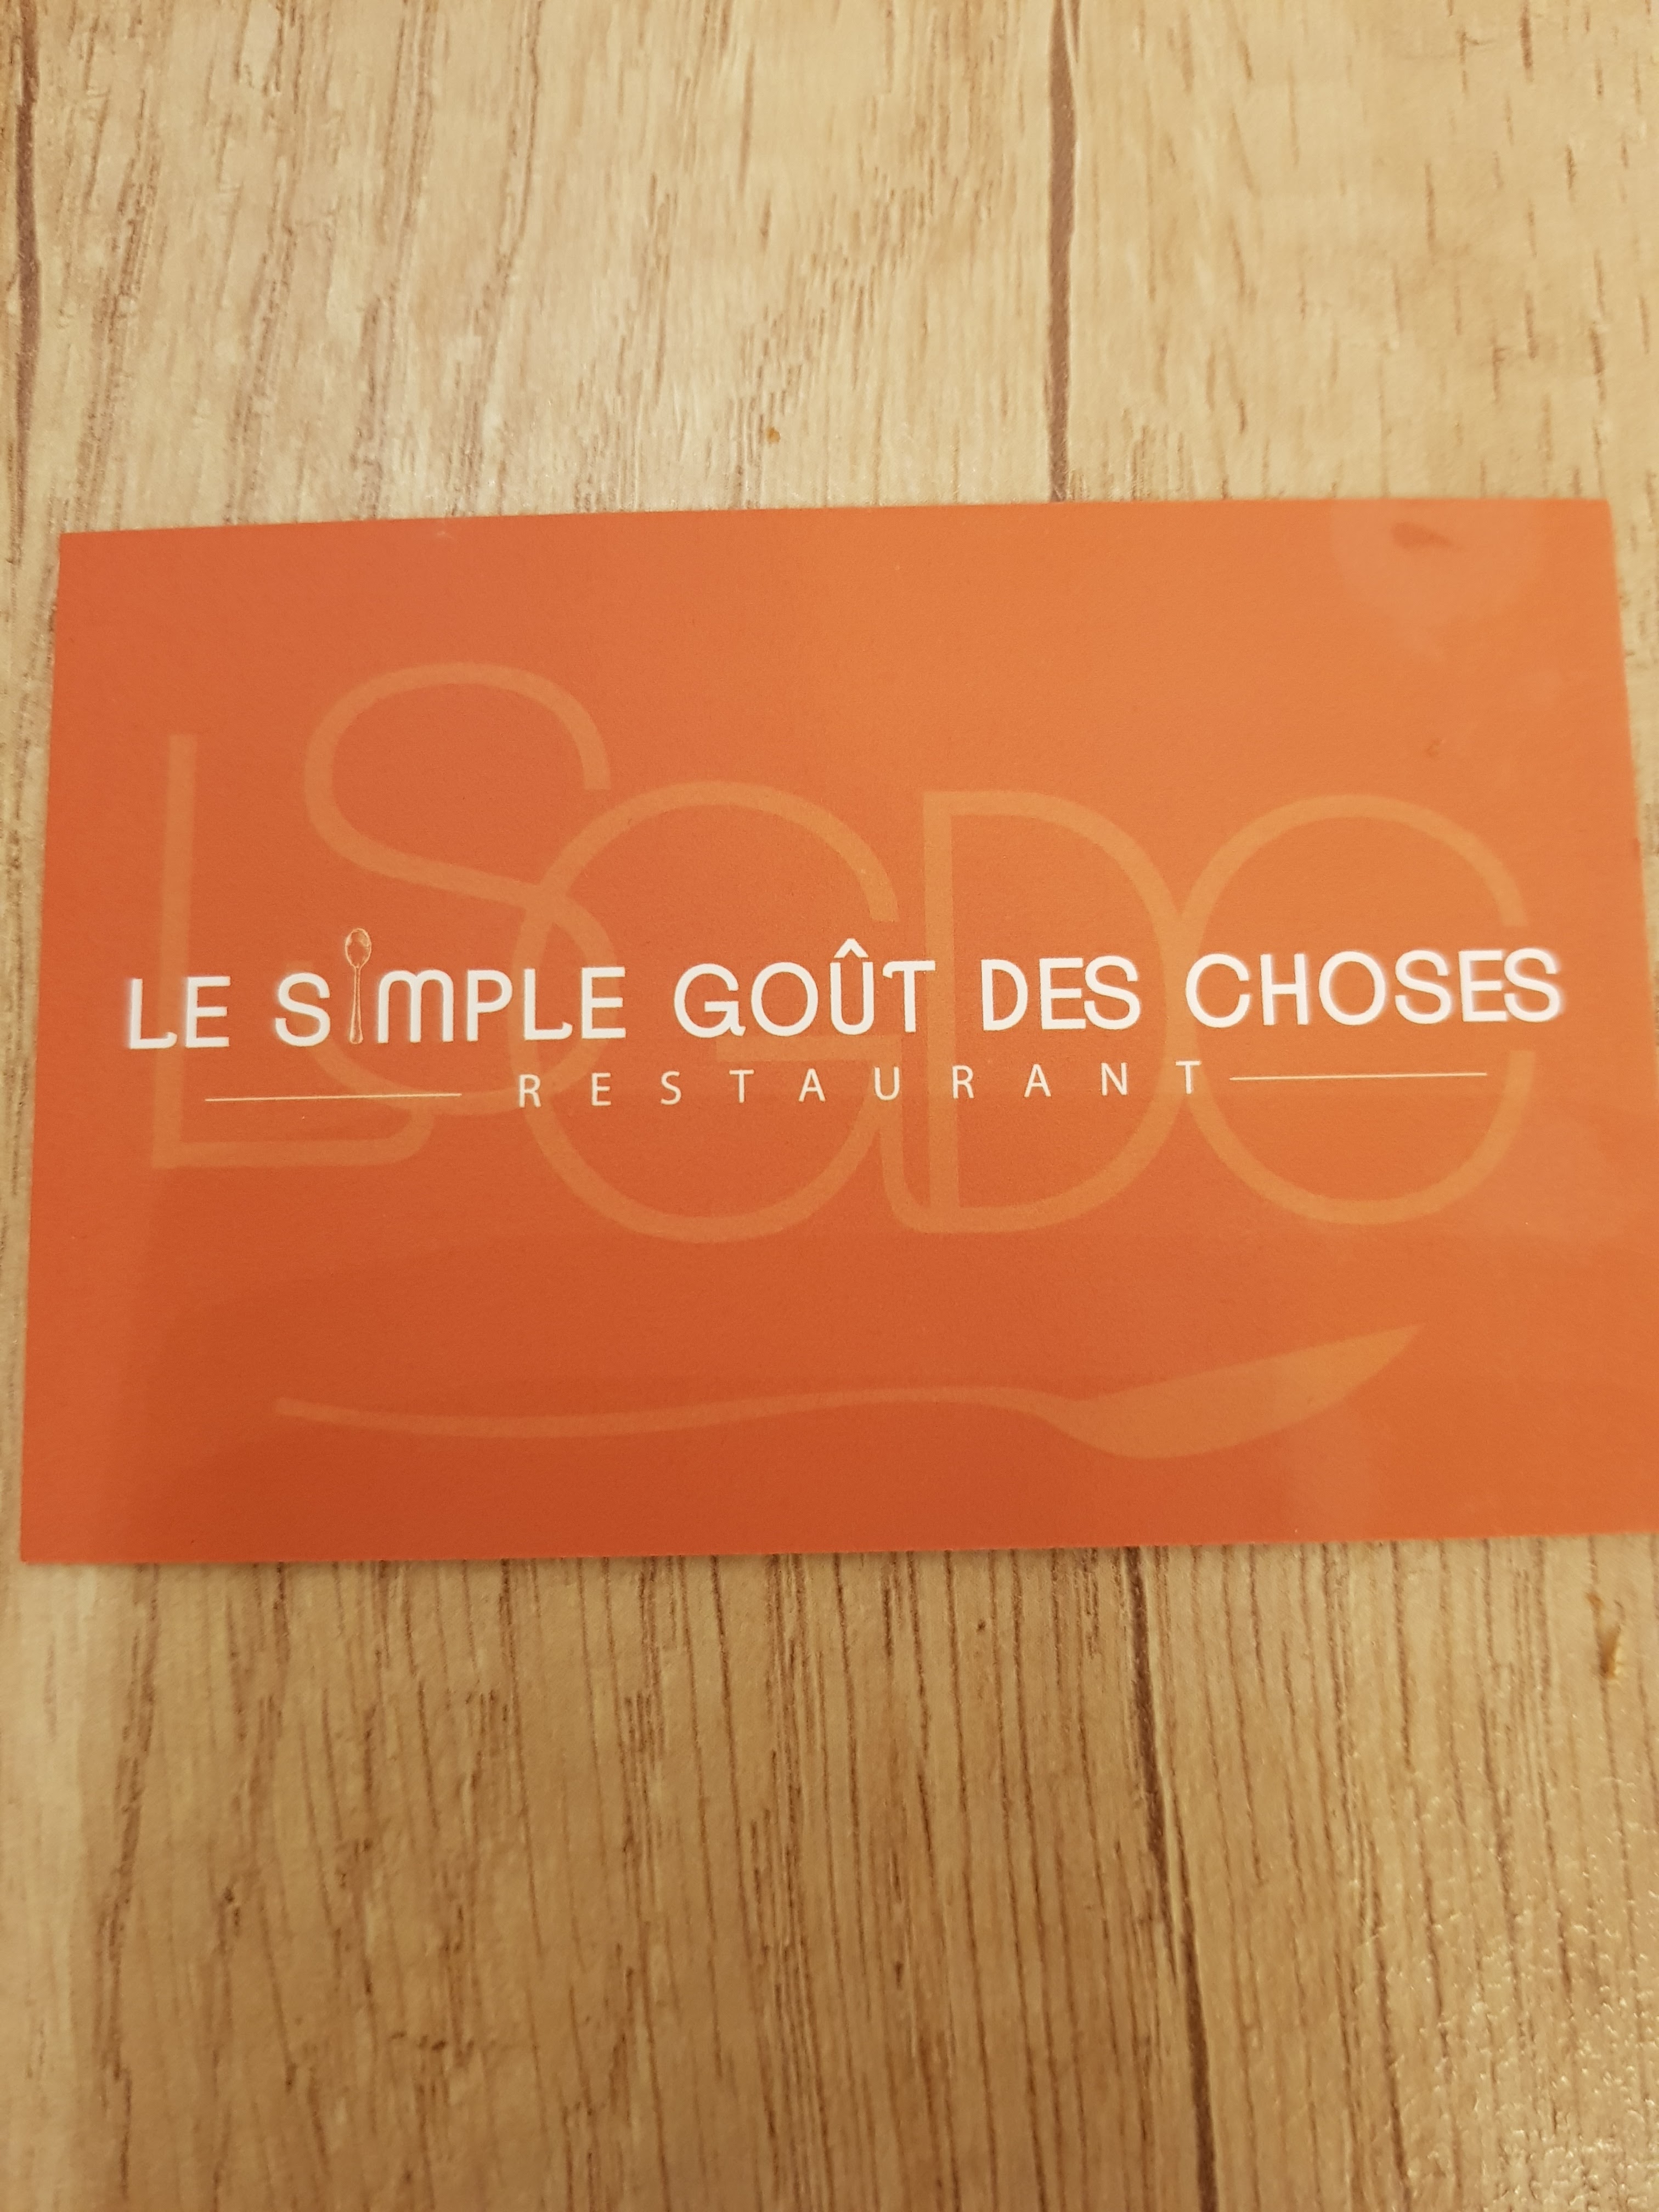 LSGDC
LE SIMPLE GOÛT DES CHOSES
RESTAURANT